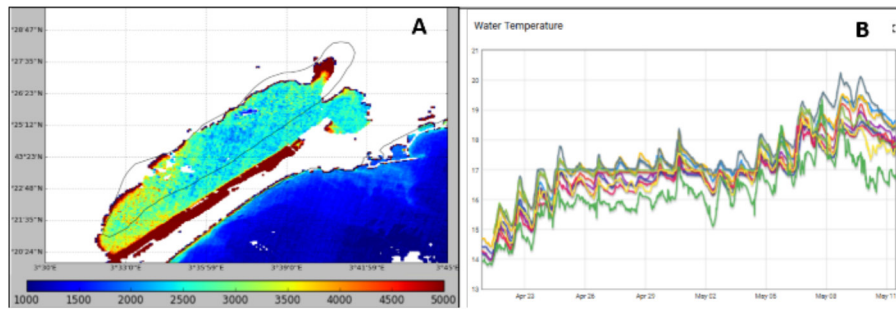 A
°28'47"N
°27'35"N
°26'23"N
°25'12"N
43°23'N
°22'48"N
°21'35"N
°20'24"N
3°30'E
3°33'0"E
3°35'59"E
3°39'0"E
3°41'59"E
3°45'E
1000 1500 2000 2500 3000 3500 4000 4500 5000
Water Temperature
B
21
20
19
18
17
16
15
14
13
Apr 23 Apr 26 Apr 29 May 02 May 05 May 08 May 11